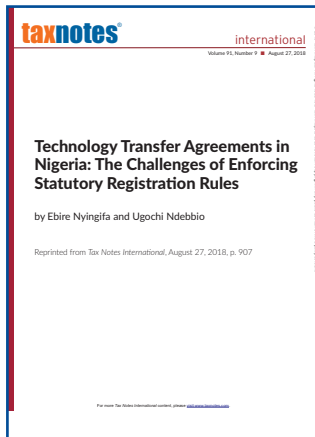 taxnotes®
international
Volume 91, Number 9 ■ August 27, 2018
Technology Transfer Agreements in
Nigeria: The Challenges of Enforcing
Statutory Registration Rules
by Ebire Nyingifa and Ugochi Ndebbio
Reprinted from Tax Notes International, August 27, 2018, p. 907
For more Tax Notes International content, please visit www.taxnotes.com